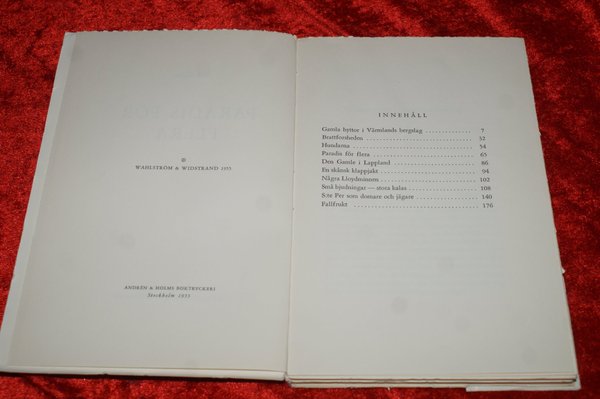 ©
WAHLSTRÖM & WIDSTRAND 1955
ANDRÉN & HOLMS BOKTRYCKERI
Stockholm 1955
INNEHÅLL
Gamla hyttor i Värmlands bergslag 7
Brattforsheden 32
Hundarna 54
Paradis för flera 65
Den Gamle i Lappland 86
En skånsk klappjakt 94
Några Lloydminnen 102
Små bjudningar — stora kalas 108
S:te Per som domare och jägare 140
Fallfrukt 176